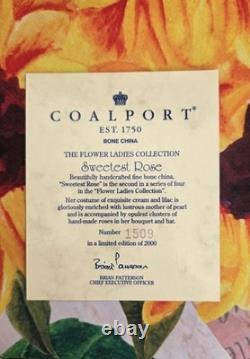 COALPORT®
EST. 1750
BONE CHINA
THE FLOWER LADIES COLLECTION
Sweetest Rose
Beautifully handcrafted fine bone china,
"Sweetest Rose" is the second in a series of four
in the "Flower Ladies Collection".
Her costume of exquisite cream and lilac is
gloriously enriched with lustrous mother of pearl
and is accompanied by opulent clusters of
hand-made roses in her bouquet and hat.
Number 1509
in a limited edition of 2000
BRIAN PATTERSON
CHIEF EXECUTIVE OFFICER